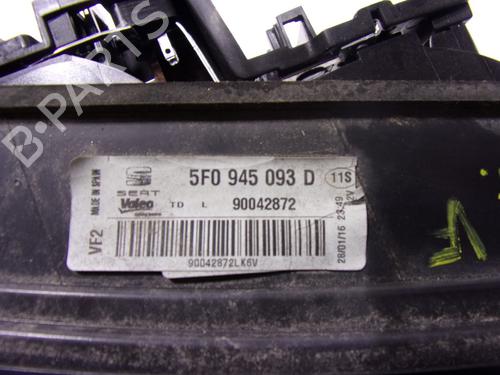 B-PARTS
MADE IN SPAIN
VF2
SEAT
Valeo
5F0 945 093 D
11S
TD L 90042872
90042872LK6V
28/01/16 23:49
12V